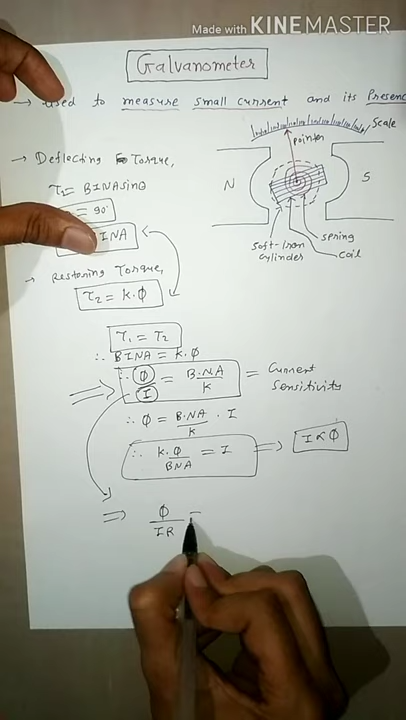 Made with KINEMASTER
Galvanometer
→ used to measure small current and its Presenc
→ Deflecting Torque,
τ1 = BINAsinθ
= 90°
INA
→ Restoring Torque,
τ2 = k.Φ
Scale
pointer
N
S
Soft-Iron cylinder
spring
coil
τ1 = τ2
∴ BINA = k.Φ
⇒ ∴ Φ/I = B.NA/k = Current Sensitivity
∴ Φ = B.NA/k . I
∴ k.Φ/BNA = I ⇒ I ∝ Φ
⇒ Φ/IR =